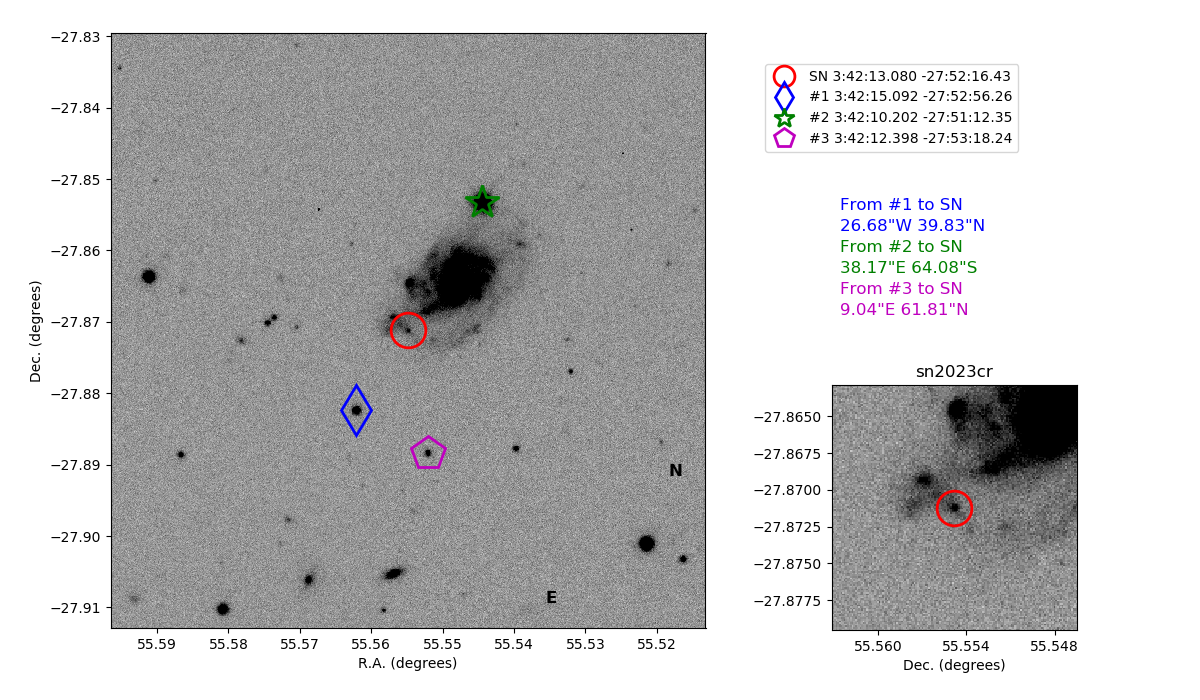 −27.83
−27.84
−27.85
−27.86
−27.87
−27.88
−27.89
−27.90
−27.91
Dec. (degrees)
55.59 55.58 55.57 55.56 55.55 55.54 55.53 55.52
R.A. (degrees)
N
E
SN 3:42:13.080 -27:52:16.43
#1 3:42:15.092 -27:52:56.26
#2 3:42:10.202 -27:51:12.35
#3 3:42:12.398 -27:53:18.24
From #1 to SN
26.68"W 39.83"N
From #2 to SN
38.17"E 64.08"S
From #3 to SN
9.04"E 61.81"N
sn2023cr
−27.8650
−27.8675
−27.8700
−27.8725
−27.8750
−27.8775
55.560 55.554 55.548
Dec. (degrees)